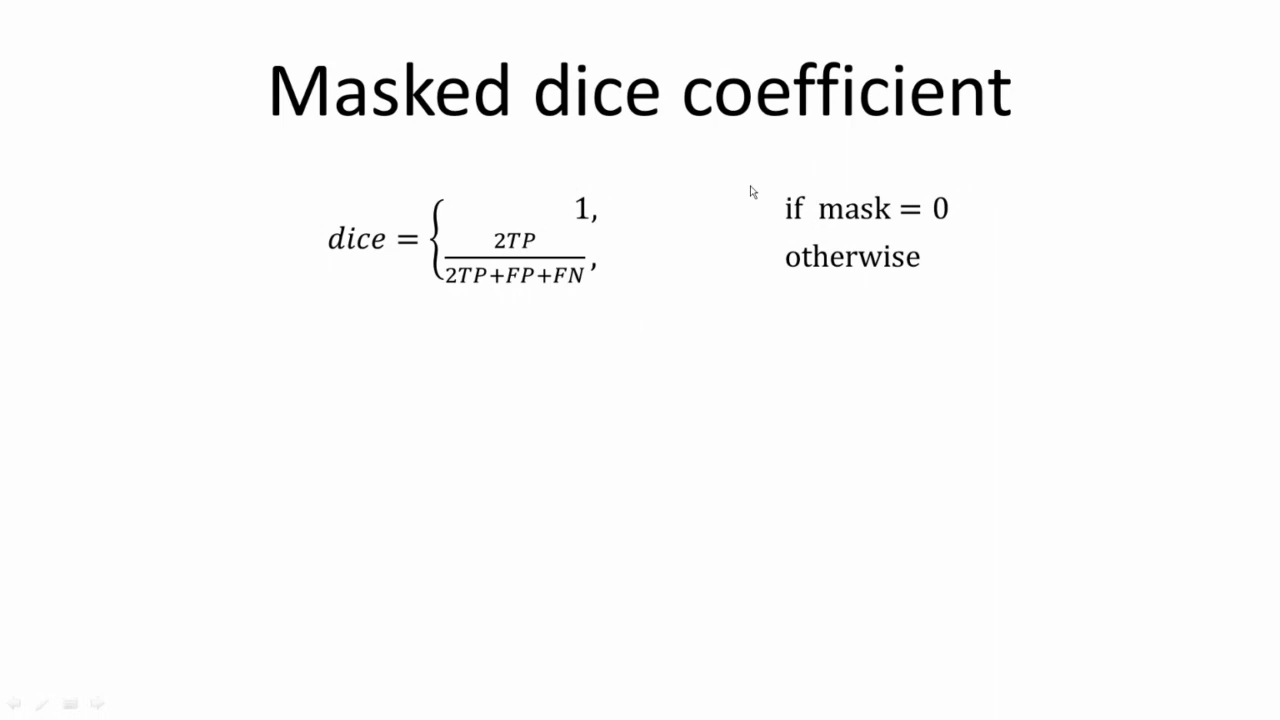 Masked dice coefficient
dice = { 1, if mask = 0
2TP / 2TP+FP+FN, otherwise